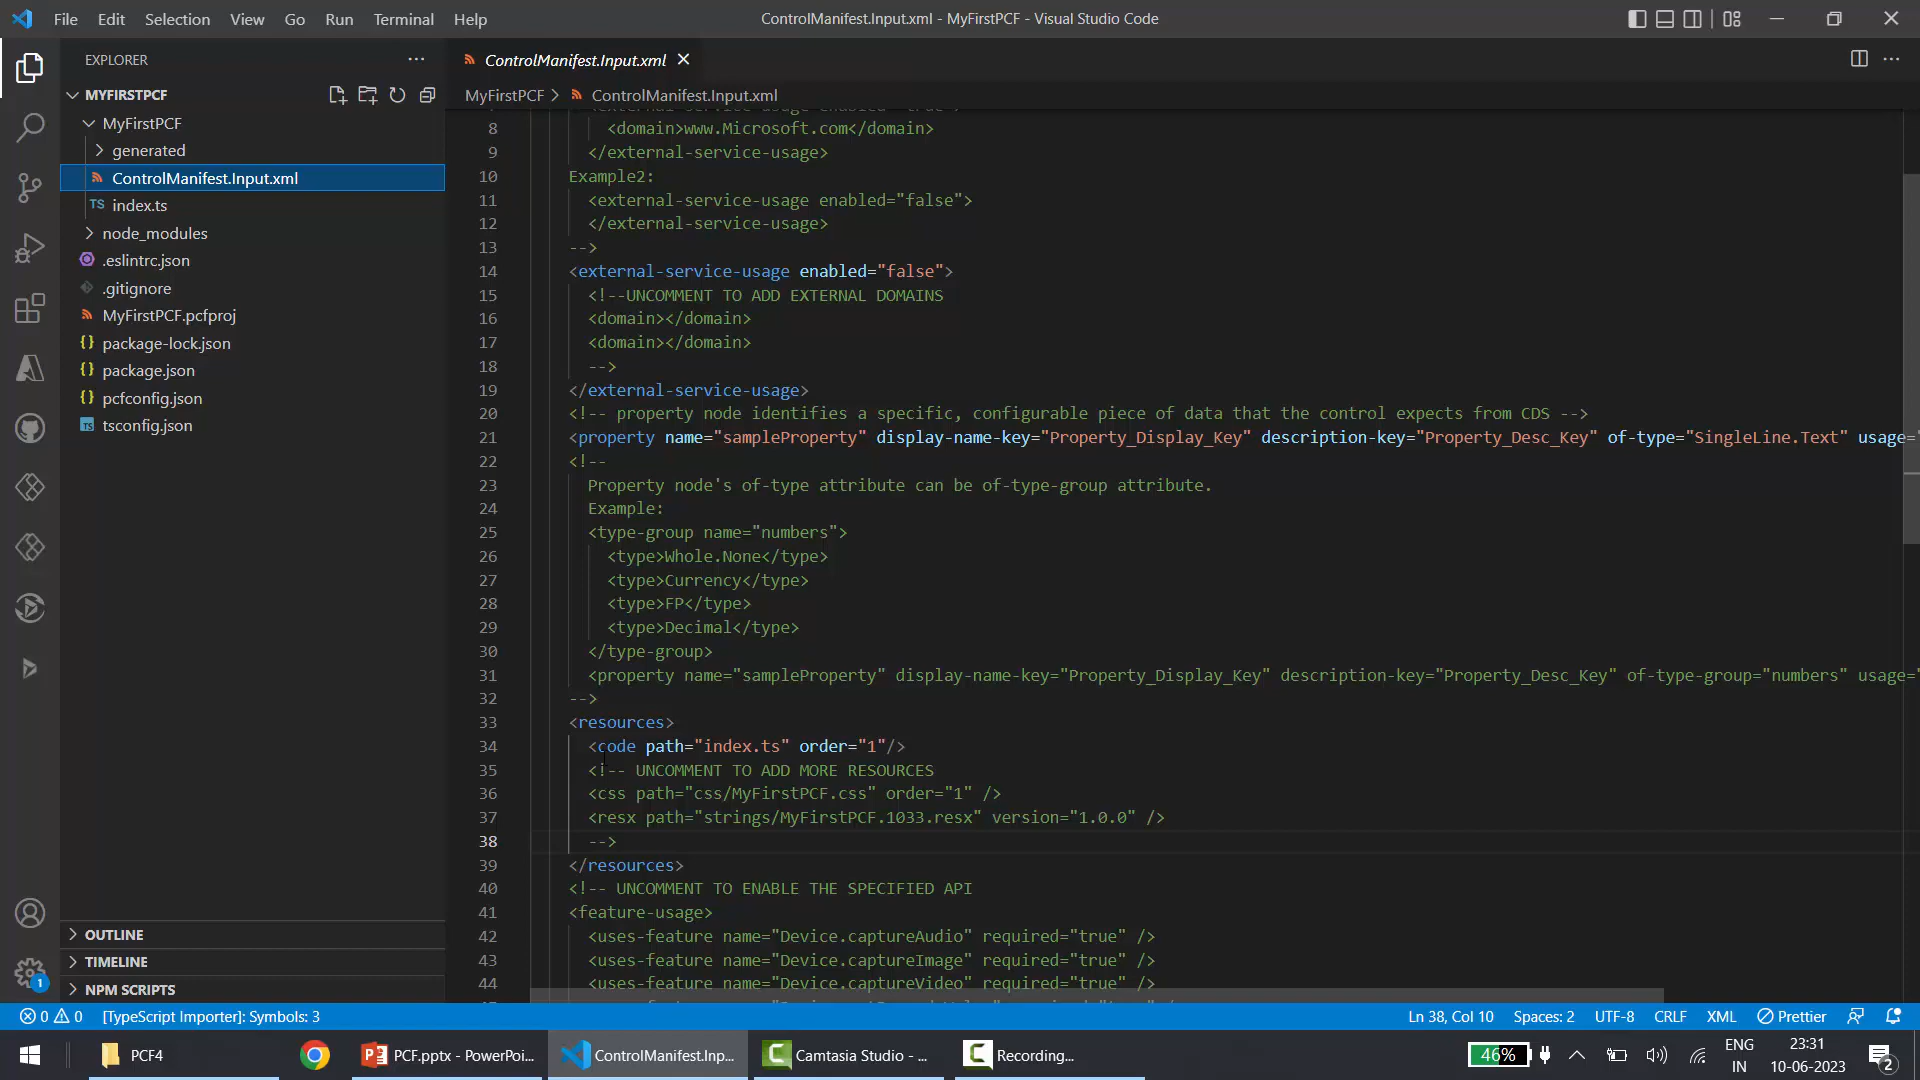 File Edit Selection View Go Run Terminal Help
ControlManifest.Input.xml - MyFirstPCF - Visual Studio Code
EXPLORER
MYFIRSTPCF
MyFirstPCF
generated
ControlManifest.Input.xml
TS index.ts
node_modules
.eslintrc.json
.gitignore
MyFirstPCF.pcfproj
{} package-lock.json
{} package.json
{} pcfconfig.json
TS tsconfig.json
OUTLINE
TIMELINE
NPM SCRIPTS
1
ControlManifest.Input.xml
MyFirstPCF > ControlManifest.Input.xml
8 <domain>www.Microsoft.com</domain>
9 </external-service-usage>
10 Example2:
11 <external-service-usage enabled="false">
12 </external-service-usage>
13 -->
14 <external-service-usage enabled="false">
15 <!--UNCOMMENT TO ADD EXTERNAL DOMAINS
16 <domain></domain>
17 <domain></domain>
18 -->
19 </external-service-usage>
20 <!-- property node identifies a specific, configurable piece of data that the control expects from CDS -->
21 <property name="sampleProperty" display-name-key="Property_Display_Key" description-key="Property_Desc_Key" of-type="SingleLine.Text" usage="
22 <!--
23 Property node's of-type attribute can be of-type-group attribute.
24 Example:
25 <type-group name="numbers">
26 <type>Whole.None</type>
27 <type>Currency</type>
28 <type>FP</type>
29 <type>Decimal</type>
30 </type-group>
31 <property name="sampleProperty" display-name-key="Property_Display_Key" description-key="Property_Desc_Key" of-type-group="numbers" usage="
32 -->
33 <resources>
34 <code path="index.ts" order="1"/>
35 <!-- UNCOMMENT TO ADD MORE RESOURCES
36 <css path="css/MyFirstPCF.css" order="1" />
37 <resx path="strings/MyFirstPCF.1033.resx" version="1.0.0" />
38 -->
39 </resources>
40 <!-- UNCOMMENT TO ENABLE THE SPECIFIED API
41 <feature-usage>
42 <uses-feature name="Device.captureAudio" required="true" />
43 <uses-feature name="Device.captureImage" required="true" />
44 <uses-feature name="Device.captureVideo" required="true" />
0 0 [TypeScript Importer]: Symbols: 3
Ln 38, Col 10 Spaces: 2 UTF-8 CRLF XML Prettier
PCF4
PCF.pptx - PowerPoi...
ControlManifest.Inp...
Camtasia Studio - ...
Recording...
46%
ENG
IN
23:31
10-06-2023
2